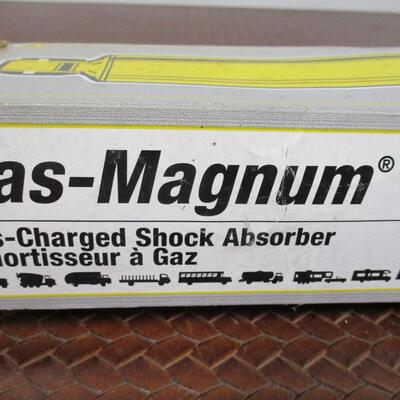 as-Magnum®
s-Charged Shock Absorber
mortisseur à Gaz